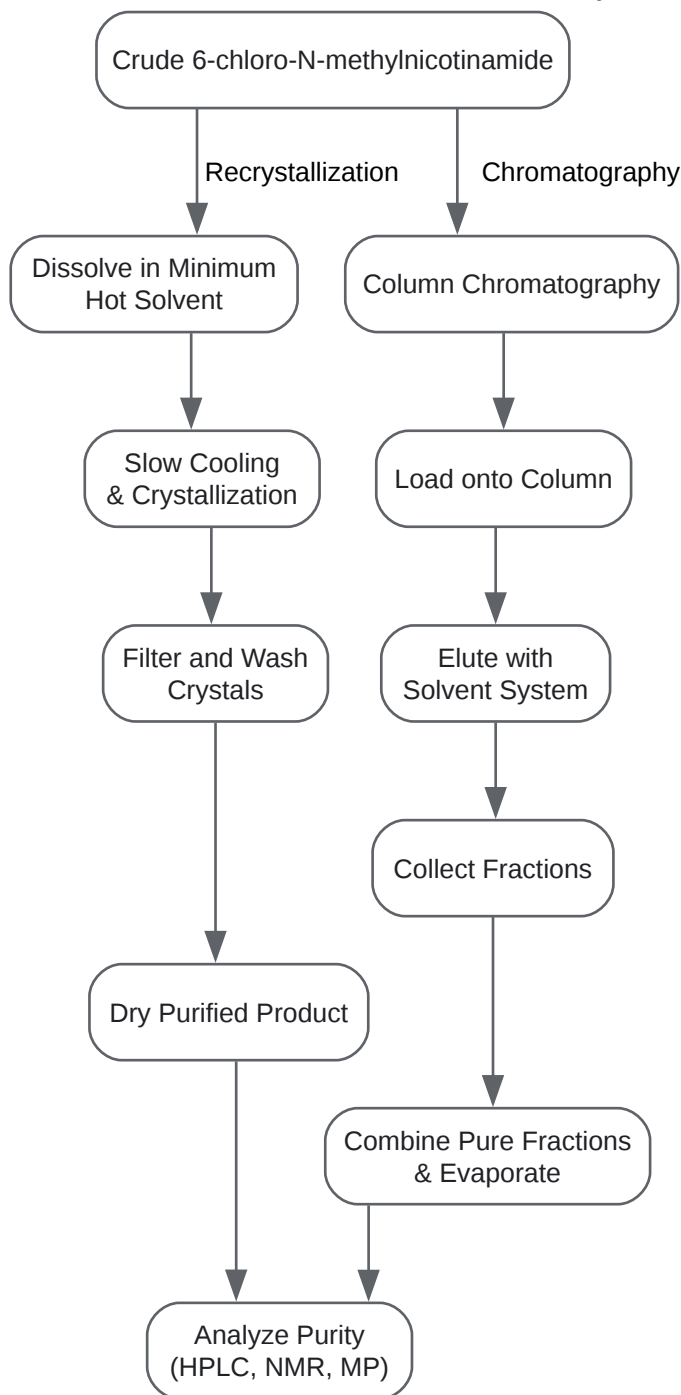 Crude 6-chloro-N-methylnicotinamide
Recrystallization
Chromatography
Dissolve in Minimum
Hot Solvent
Column Chromatography
Slow Cooling
& Crystallization
Load onto Column
Filter and Wash
Crystals
Elute with
Solvent System
Collect Fractions
Dry Purified Product
Combine Pure Fractions
& Evaporate
Analyze Purity
(HPLC, NMR, MP)